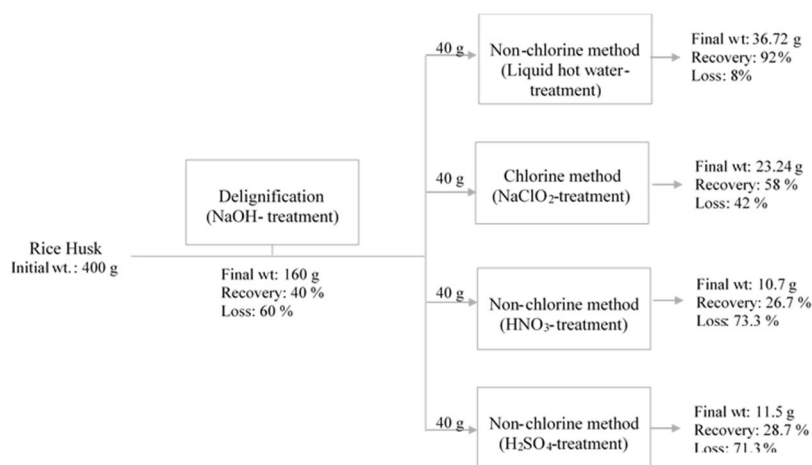 Rice Husk
Initial wt.: 400 g
Delignification
(NaOH- treatment)
Final wt: 160 g
Recovery: 40 %
Loss: 60 %
40 g
Non-chlorine method
(Liquid hot water-
treatment)
Final wt: 36.72 g
Recovery: 92%
Loss: 8%
40 g
Chlorine method
(NaClO₂-treatment)
Final wt: 23.24 g
Recovery: 58 %
Loss: 42 %
40 g
Non-chlorine method
(HNO₃-treatment)
Final wt: 10.7 g
Recovery: 26.7 %
Loss: 73.3 %
40 g
Non-chlorine method
(H₂SO₄-treatment)
Final wt: 11.5 g
Recovery: 28.7 %
Loss: 71.3%